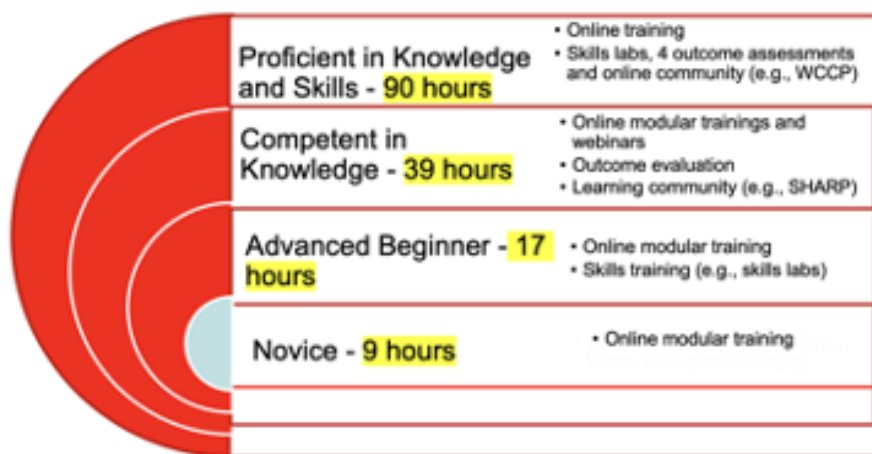 Proficient in Knowledge
and Skills - 90 hours
• Online training
• Skills labs, 4 outcome assessments
and online community (e.g., WCCP)
Competent in
Knowledge - 39 hours
• Online modular trainings and
webinars
• Outcome evaluation
• Learning community (e.g., SHARP)
Advanced Beginner - 17
hours
• Online modular training
• Skills training (e.g., skills labs)
Novice - 9 hours
• Online modular training